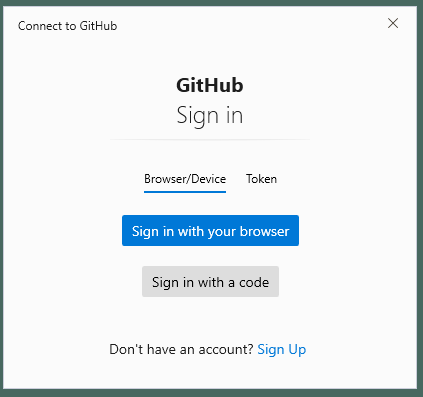 Connect to GitHub
GitHub
Sign in
Browser/Device Token
Sign in with your browser
Sign in with a code
Don't have an account? Sign Up